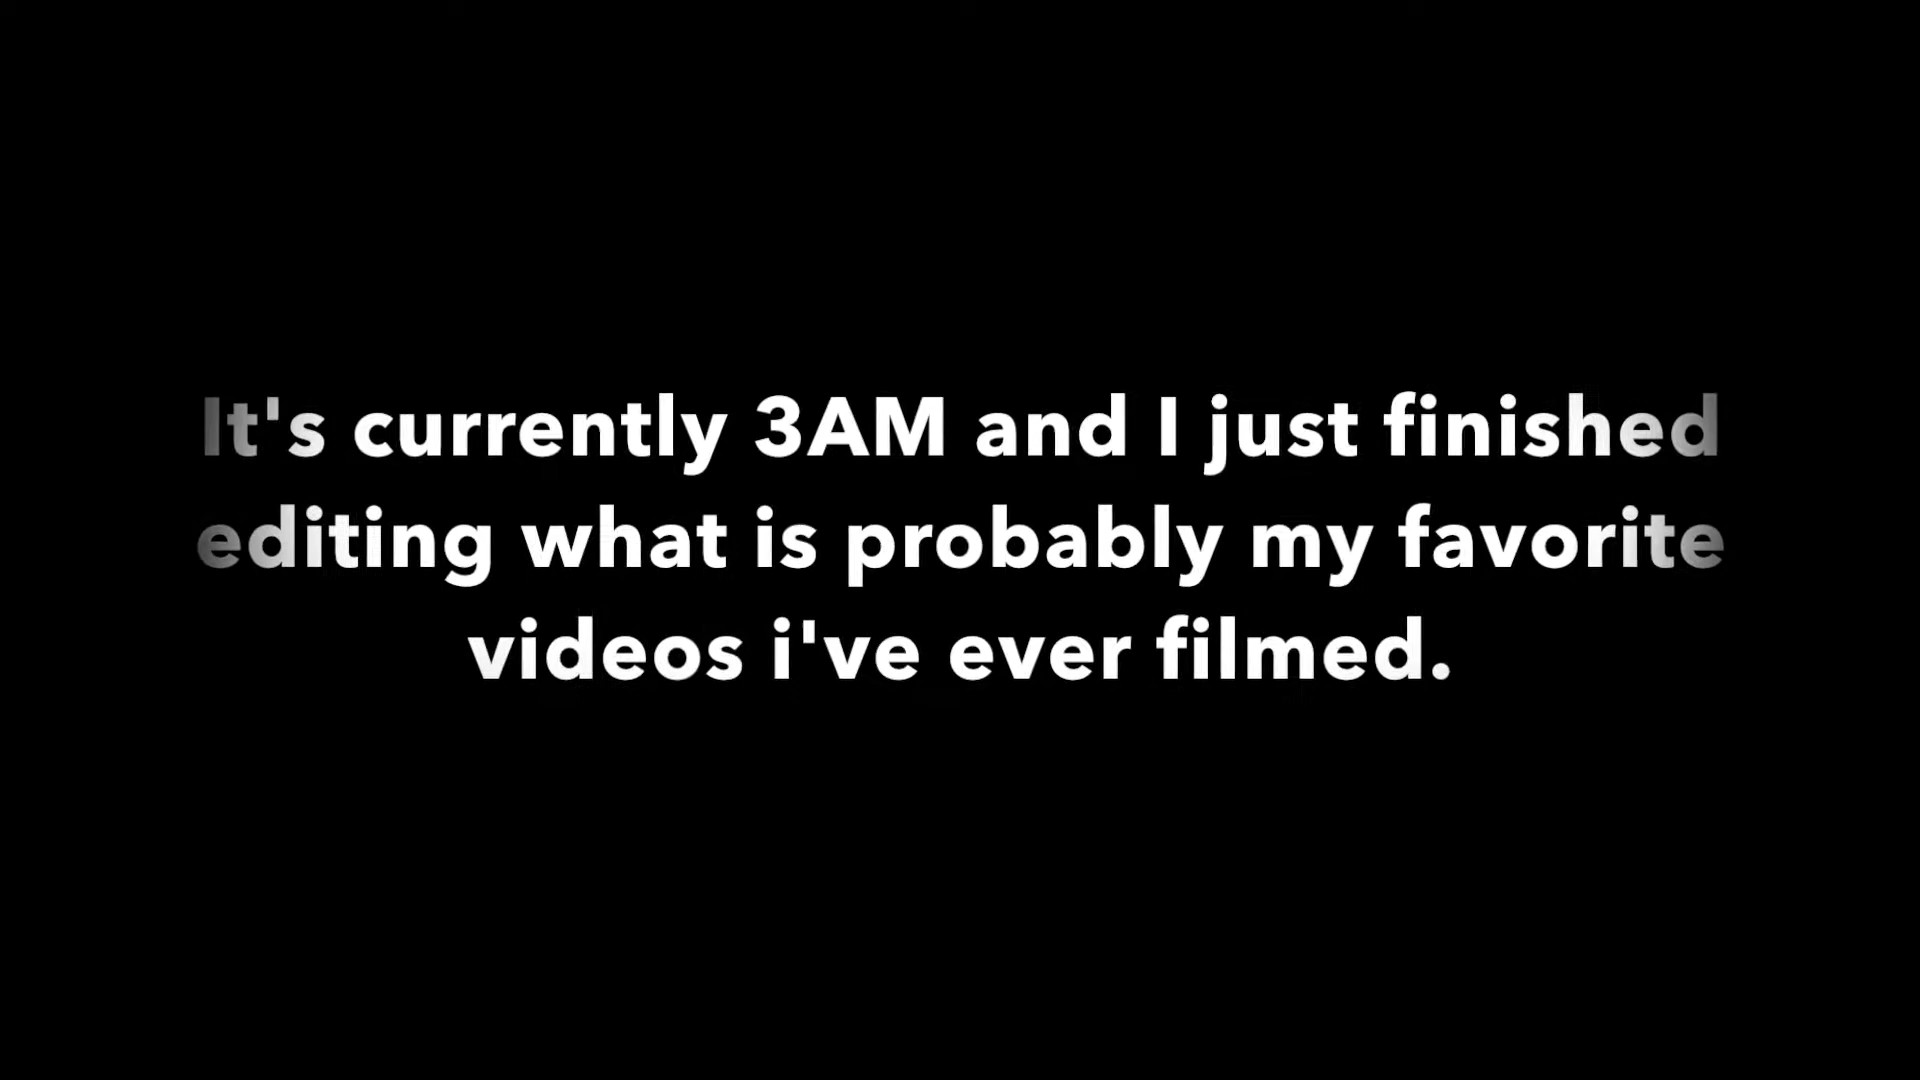 It's currently 3AM and I just finished
editing what is probably my favorite
videos i've ever filmed.